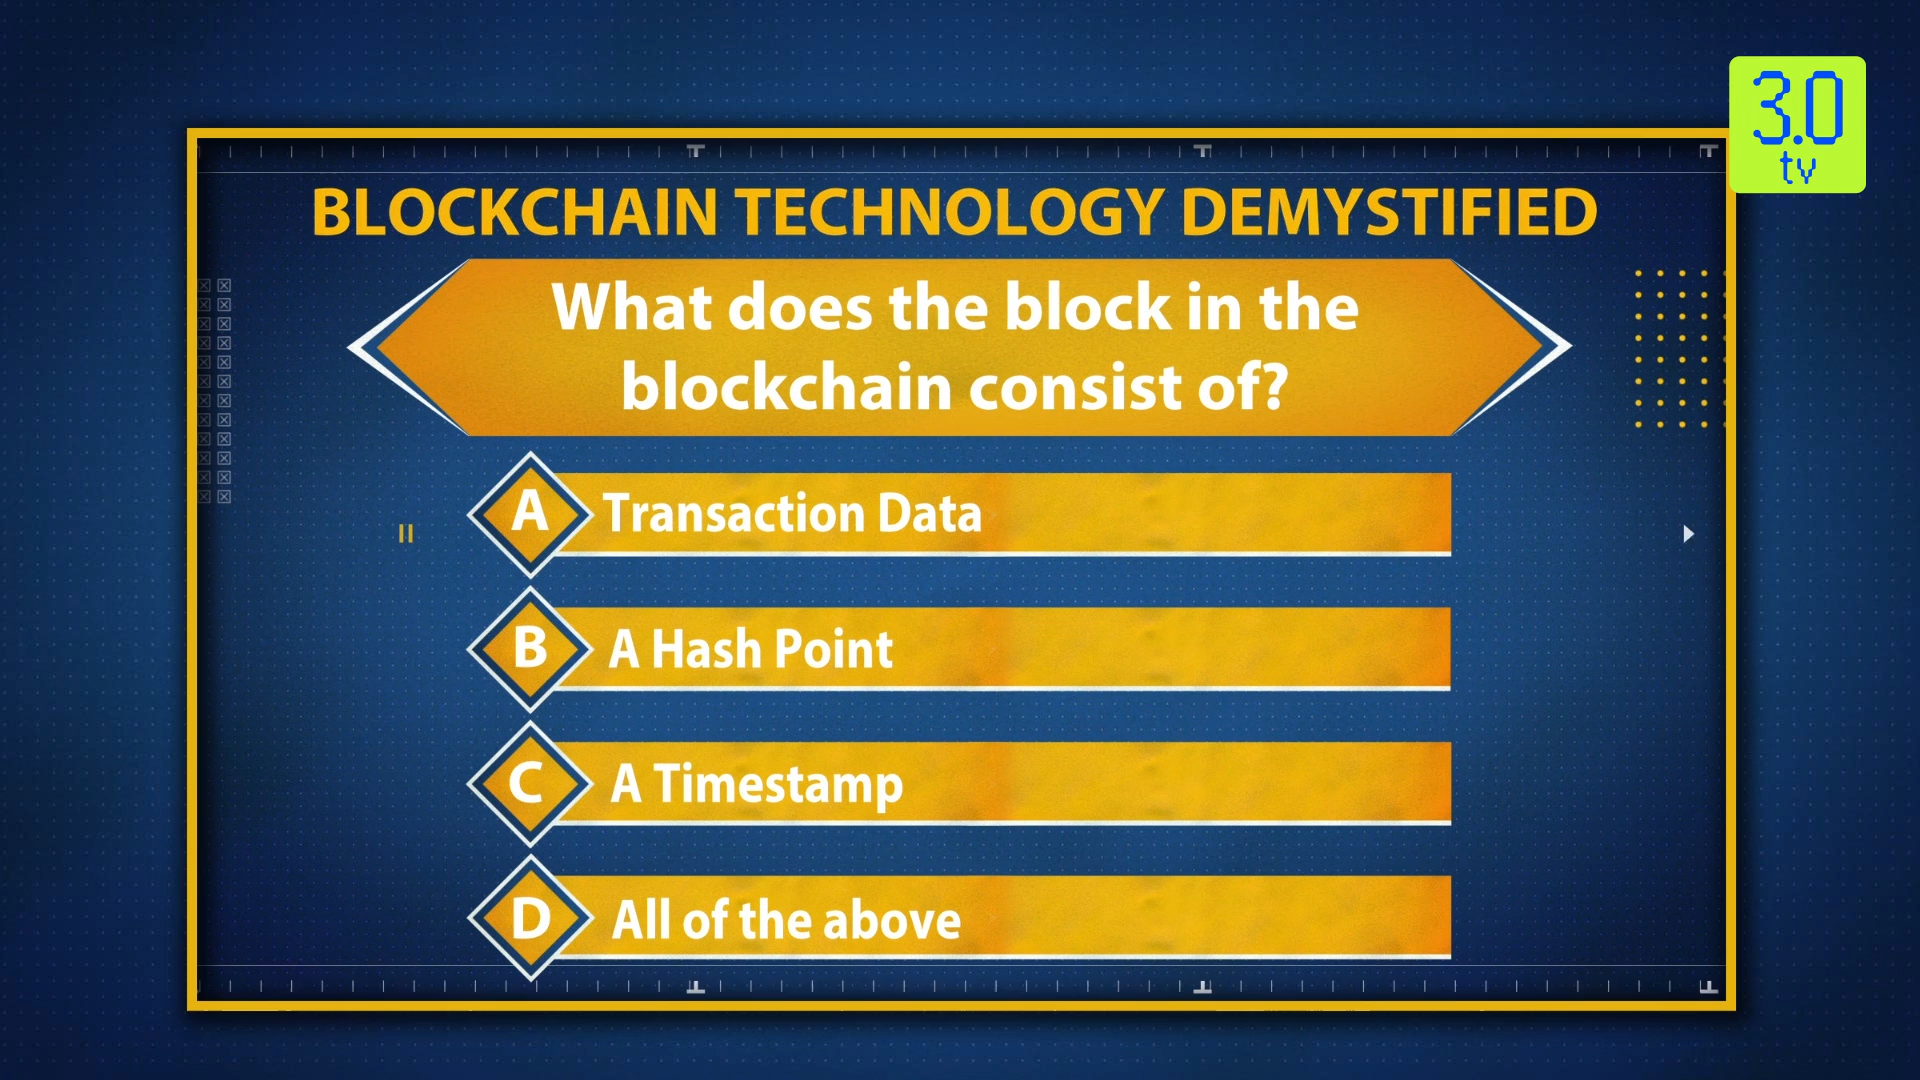 3.0
tv
BLOCKCHAIN TECHNOLOGY DEMYSTIFIED
What does the block in the
blockchain consist of?
A Transaction Data
B A Hash Point
C A Timestamp
D All of the above